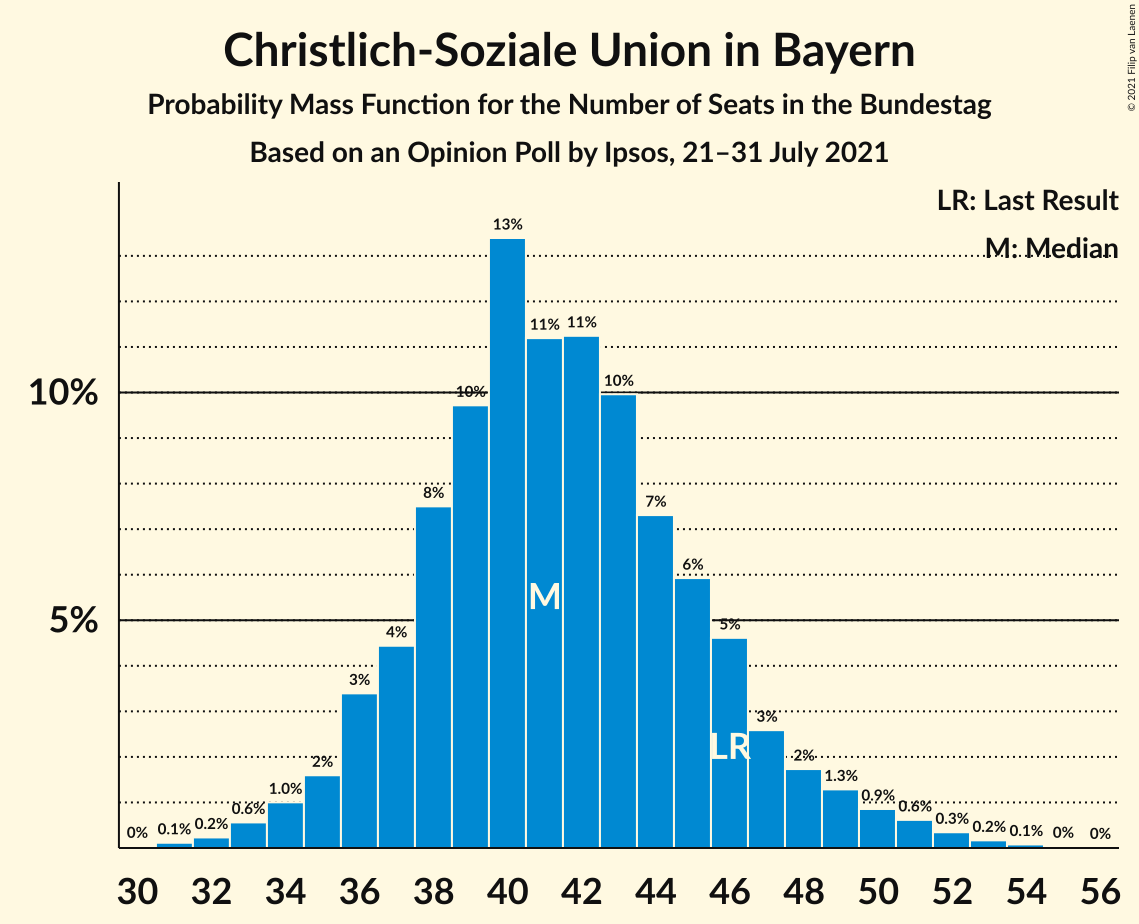 Christlich-Soziale Union in Bayern
Probability Mass Function for the Number of Seats in the Bundestag
Based on an Opinion Poll by Ipsos, 21–31 July 2021
© 2021 Filip van Laenen
LR: Last Result
M: Median
10%
5%
0% 0.1% 0.2% 0.6% 1.0% 2% 3% 4% 8% 10% 13% 11% 11% 10% 7% 6% 5% 3% 2% 1.3% 0.9% 0.6% 0.3% 0.2% 0.1% 0% 0%
M
LR
30 32 34 36 38 40 42 44 46 48 50 52 54 56